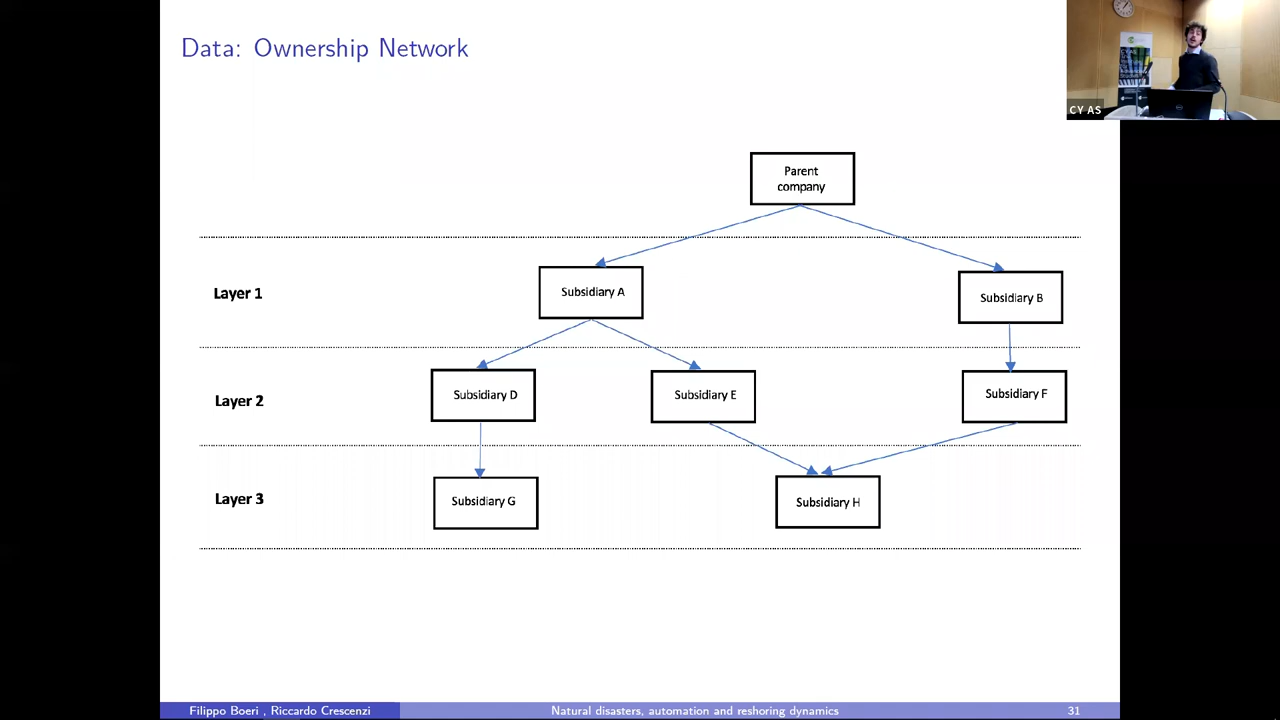 Data: Ownership Network
CY AS
Parent
company
Layer 1
Subsidiary A
Subsidiary B
Layer 2
Subsidiary D
Subsidiary E
Subsidiary F
Layer 3
Subsidiary G
Subsidiary H
Filippo Boeri , Riccardo Crescenzi
Natural disasters, automation and reshoring dynamics
31